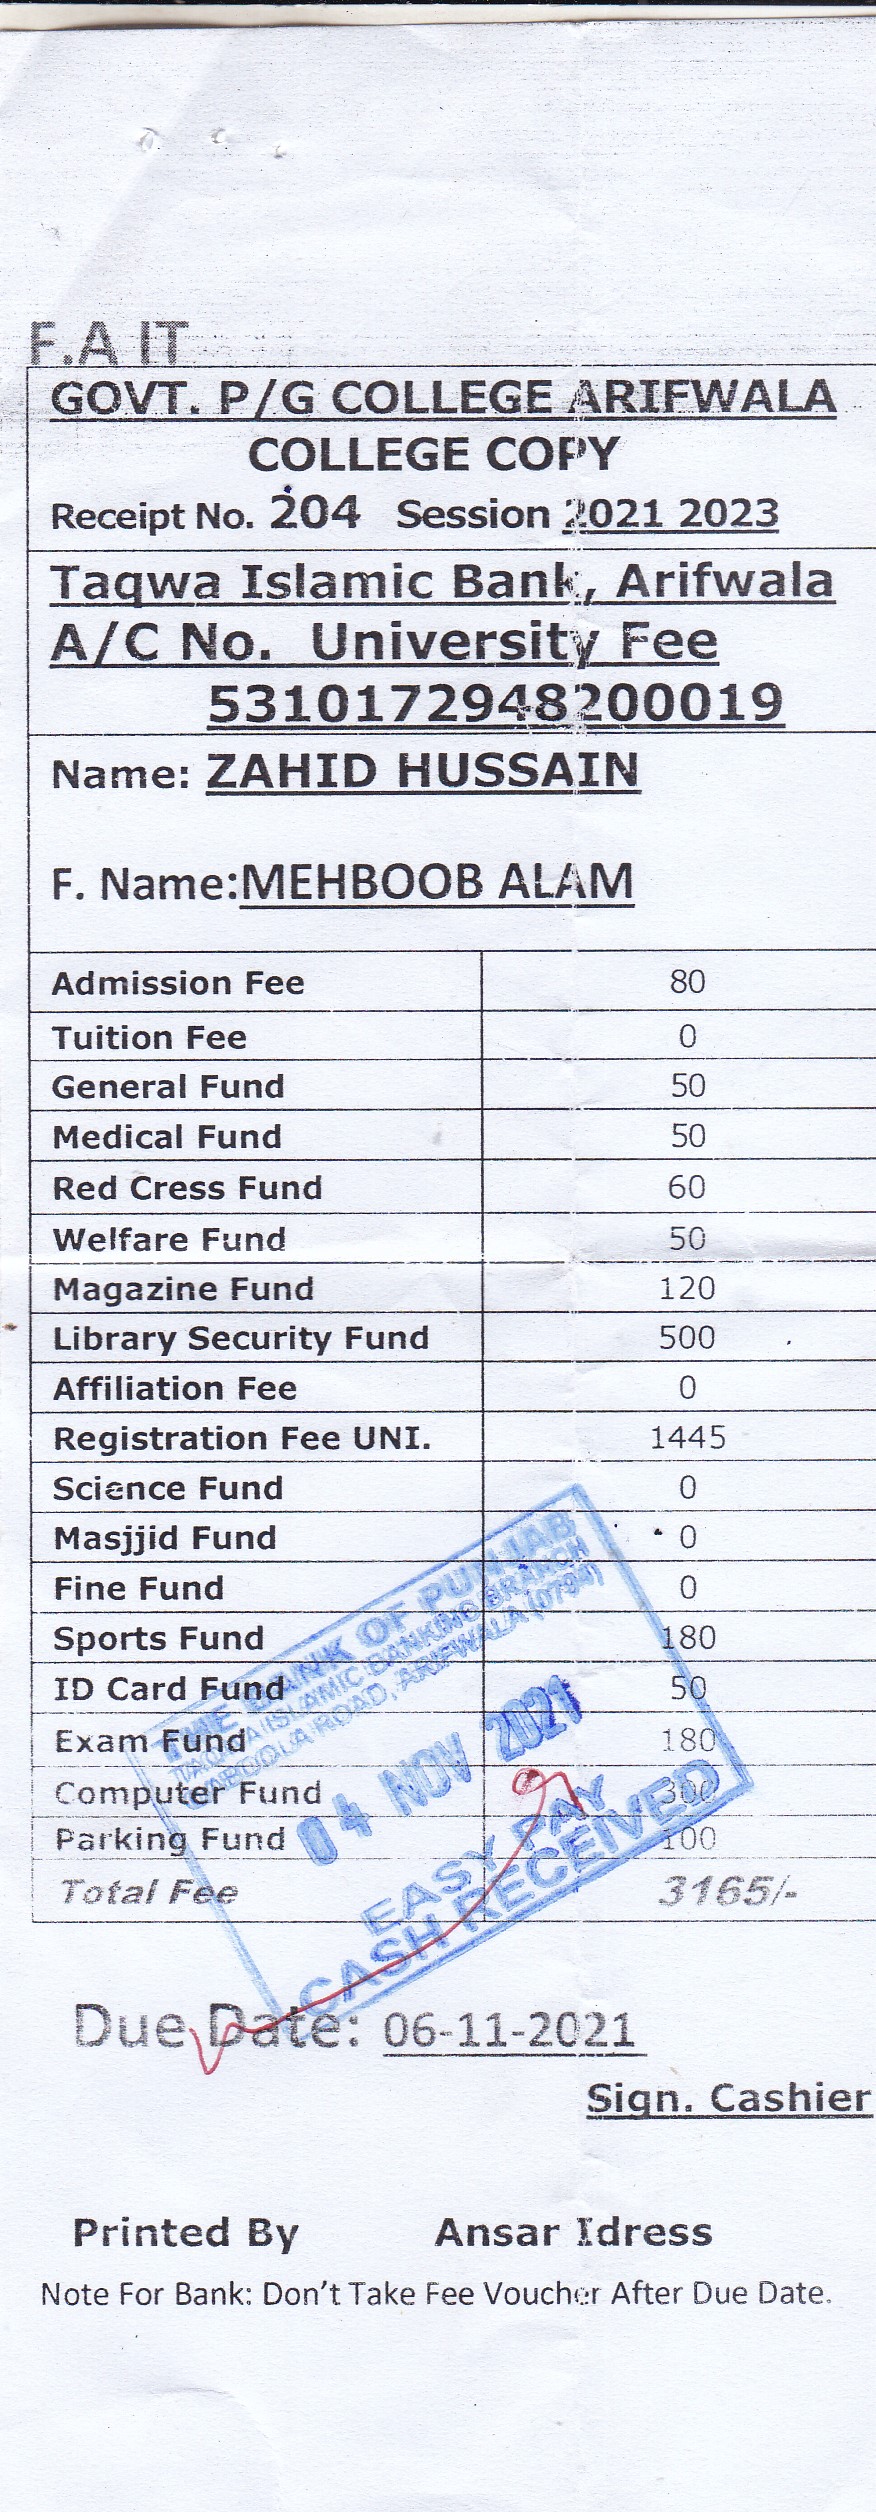 F.A IT
GOVT. P/G COLLEGE ARIFWALA
COLLEGE COPY
Receipt No. 204 Session 2021 2023
Taqwa Islamic Bank, Arifwala
A/C No. University Fee
5310172948200019
Name: ZAHID HUSSAIN
F. Name:MEHBOOB ALAM
Admission Fee 80
Tuition Fee 0
General Fund 50
Medical Fund 50
Red Cress Fund 60
Welfare Fund 50
Magazine Fund 120
Library Security Fund 500
Affiliation Fee 0
Registration Fee UNI. 1445
Science Fund 0
Masjjid Fund 0
Fine Fund 0
Sports Fund 180
ID Card Fund 50
Exam Fund 180
Computer Fund 300
Parking Fund 100
Total Fee 3165/-
THE BANK OF PUNJAB
TAQWA ISLAMIC BANKING BRANCH
ROAD, ARIFWALA (0794)
04 NOV 2021
EASY PAY
CASH RECEIVED
Due Date: 06-11-2021
Sign. Cashier
Printed By Ansar Idress
Note For Bank: Don't Take Fee Voucher After Due Date.